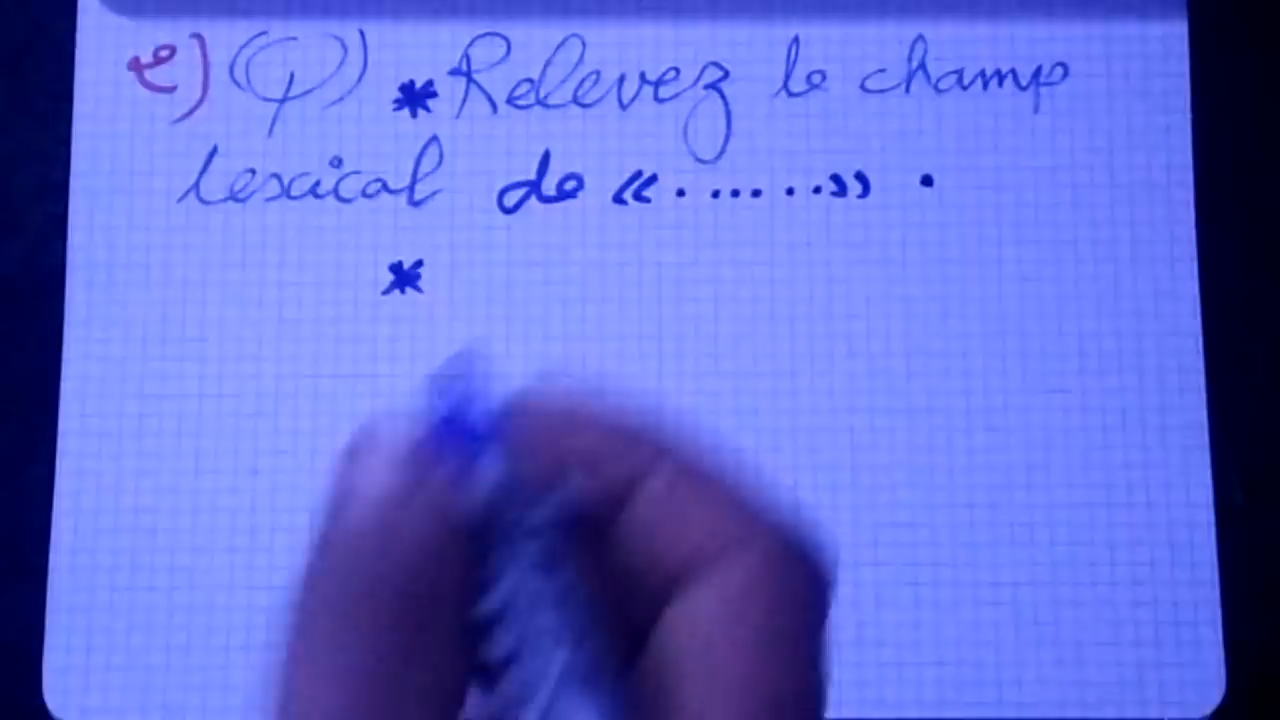 e) (Q) * Relevez le champ
lexical de « ....... » .
*